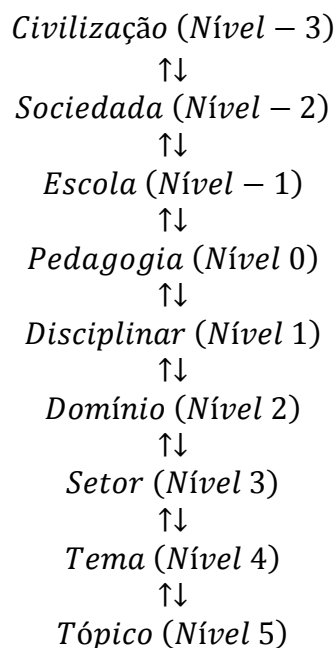 Civilização (Nível − 3)
↑↓
Sociedada (Nível − 2)
↑↓
Escola (Nível − 1)
↑↓
Pedagogia (Nível 0)
↑↓
Disciplinar (Nível 1)
↑↓
Domínio (Nível 2)
↑↓
Setor (Nível 3)
↑↓
Tema (Nível 4)
↑↓
Tópico (Nível 5)